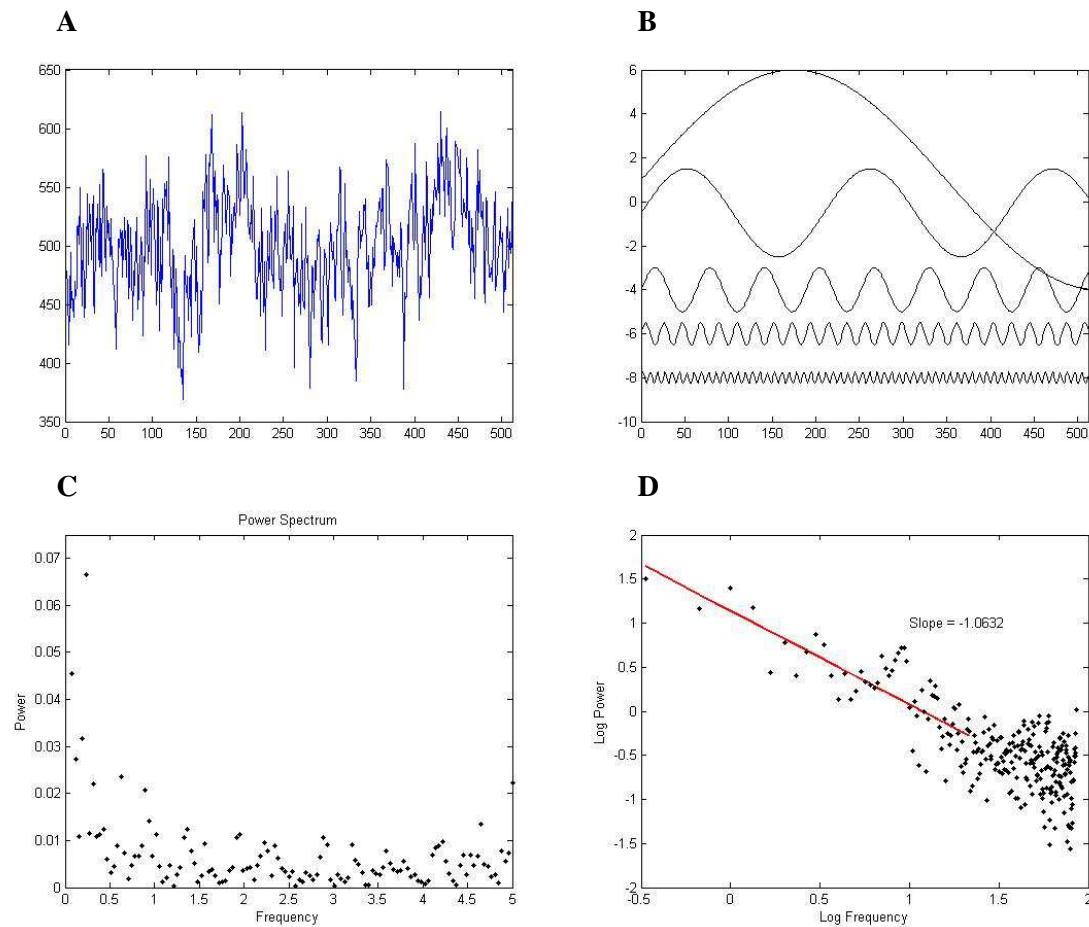 A
B
650
600
550
500
450
400
350
0 50 100 150 200 250 300 350 400 450 500
6
4
2
0
-2
-4
-6
-8
-10
0 50 100 150 200 250 300 350 400 450 500
C
D
Power Spectrum
0.07
0.06
0.05
0.04
0.03
0.02
0.01
0
Power
0 0.5 1 1.5 2 2.5 3 3.5 4 4.5 5
Frequency
2
1.5
1
0.5
0
-0.5
-1
-1.5
-2
Log Power
Slope = -1.0632
-0.5 0 0.5 1 1.5 2
Log Frequency